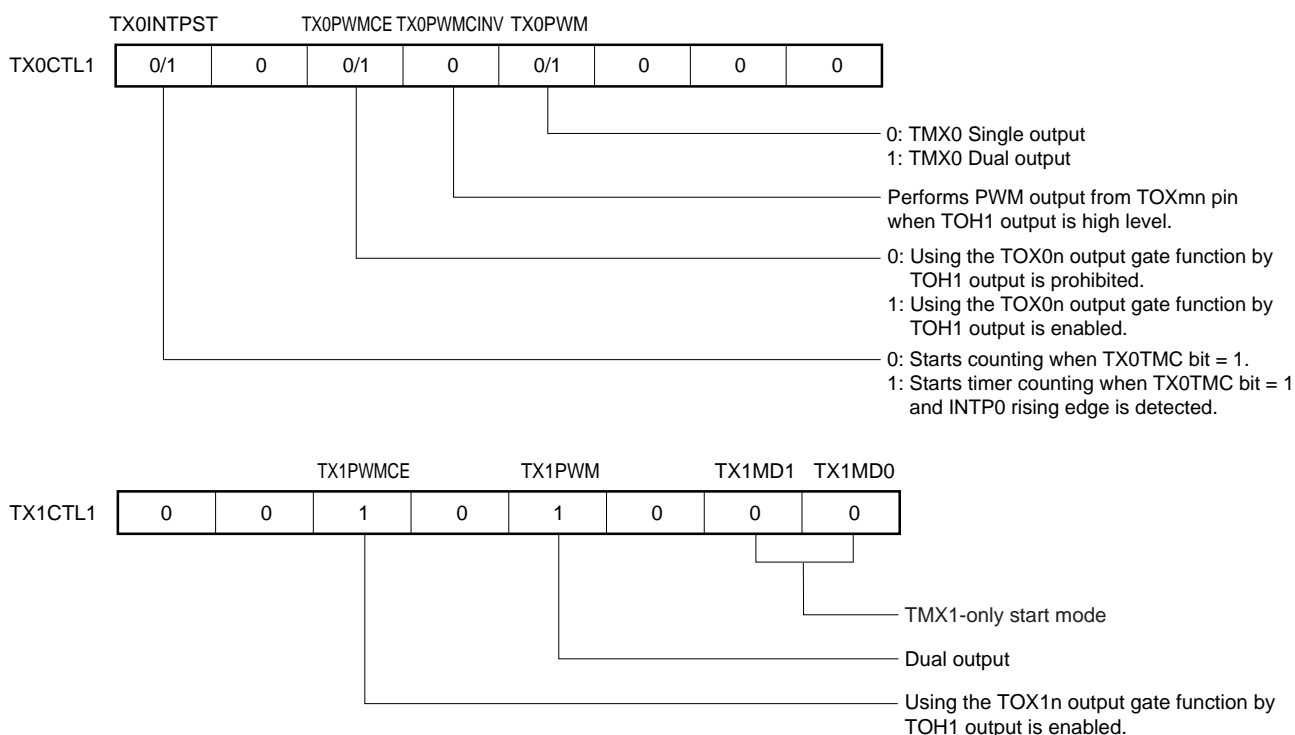 TX0INTPST TX0PWMCE TX0PWMCINV TX0PWM
TX0CTL1 0/1 0 0/1 0 0/1 0 0 0
0: TMX0 Single output
1: TMX0 Dual output
Performs PWM output from TOXmn pin
when TOH1 output is high level.
0: Using the TOX0n output gate function by
TOH1 output is prohibited.
1: Using the TOX0n output gate function by
TOH1 output is enabled.
0: Starts counting when TX0TMC bit = 1.
1: Starts timer counting when TX0TMC bit = 1
and INTP0 rising edge is detected.
TX1PWMCE TX1PWM TX1MD1 TX1MD0
TX1CTL1 0 0 1 0 1 0 0 0
TMX1-only start mode
Dual output
Using the TOX1n output gate function by
TOH1 output is enabled.